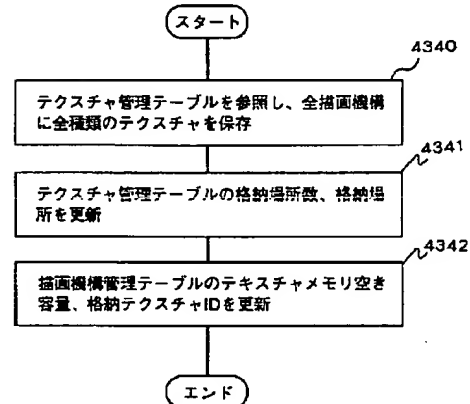 スタート
4340
テクスチャ管理テーブルを参照し、全描画機構
に全種類のテクスチャを保存
4341
テクスチャ管理テーブルの格納場所数、格納場
所を更新
4342
描画機構管理テーブルのテキスチャメモリ空き
容量、格納テクスチャIDを更新
エンド